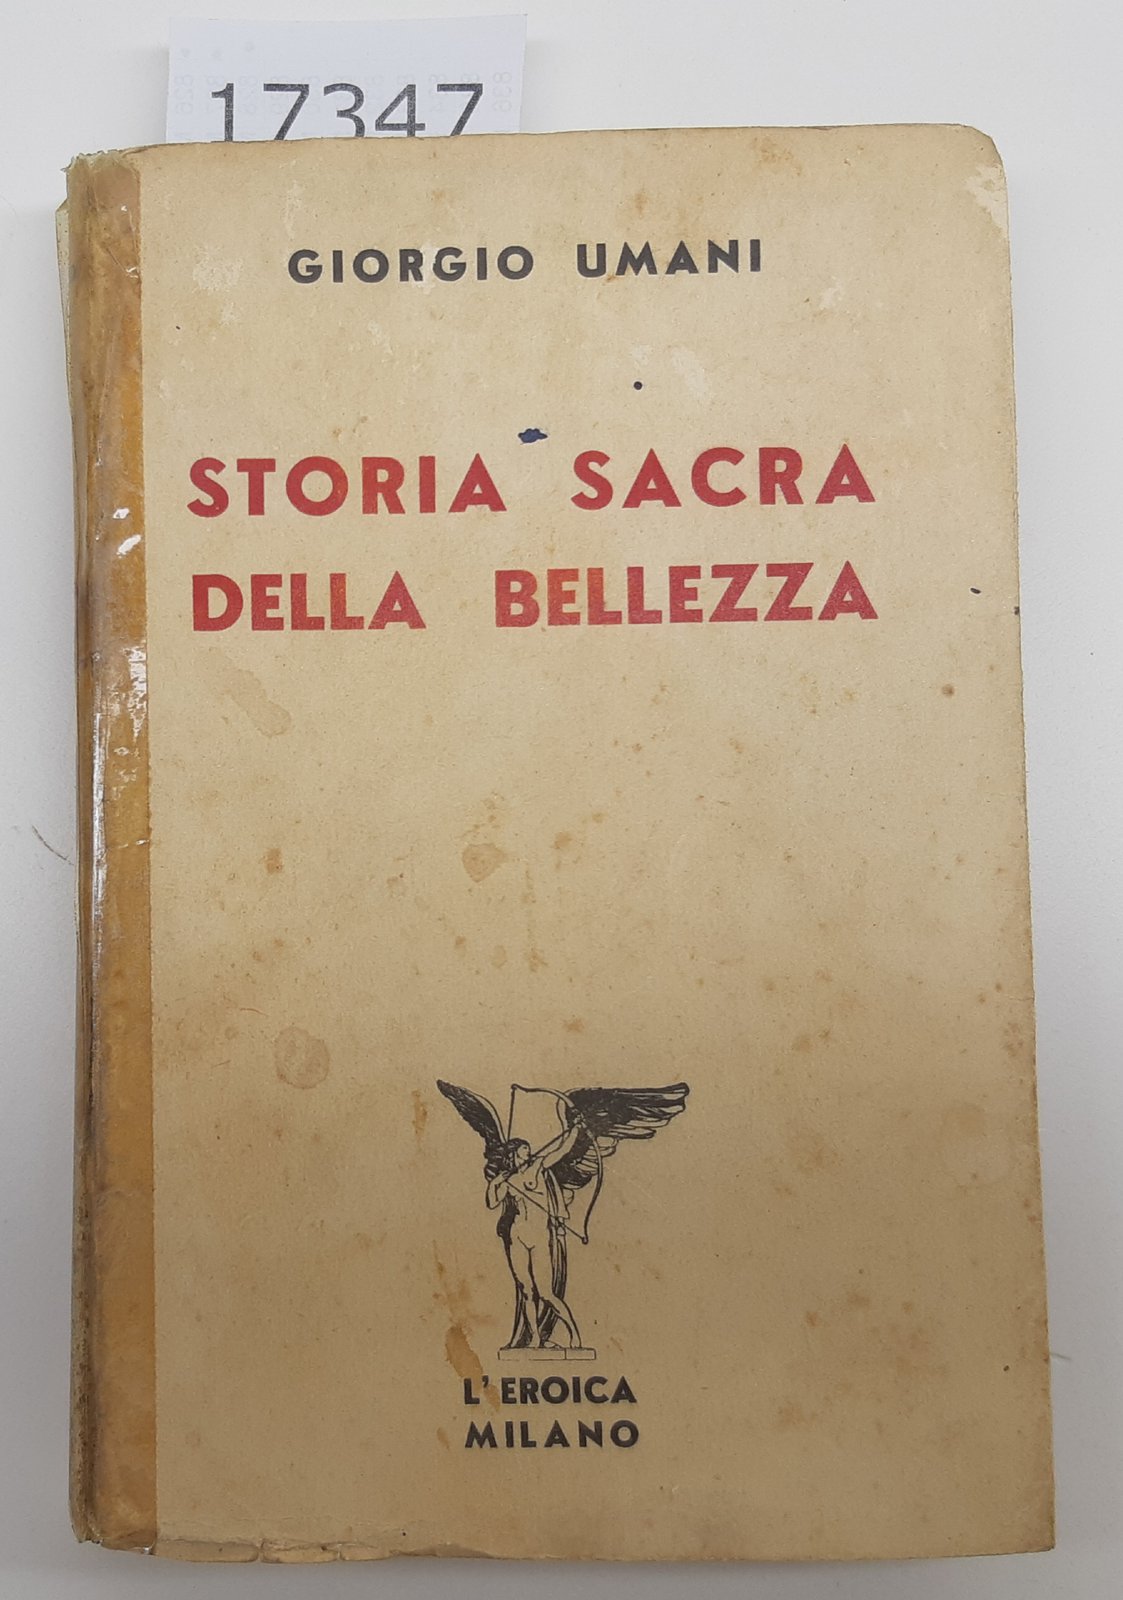 17347
GIORGIO UMANI
STORIA SACRA
DELLA BELLEZZA
L'EROICA
MILANO